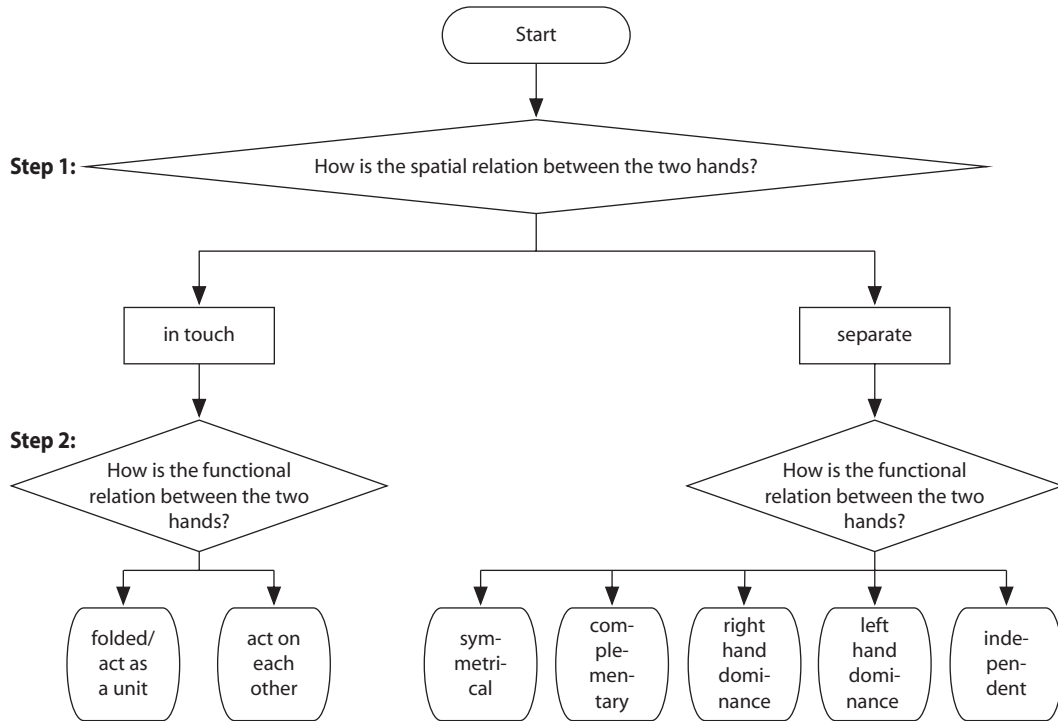 Start
Step 1:
How is the spatial relation between the two hands?
in touch
separate
Step 2:
How is the functional
relation between the two
hands?
How is the functional
relation between the two
hands?
folded/
act as
a unit
act on
each
other
sym-
metri-
cal
com-
ple-
men-
tary
right
hand
domi-
nance
left
hand
domi-
nance
inde-
pen-
dent